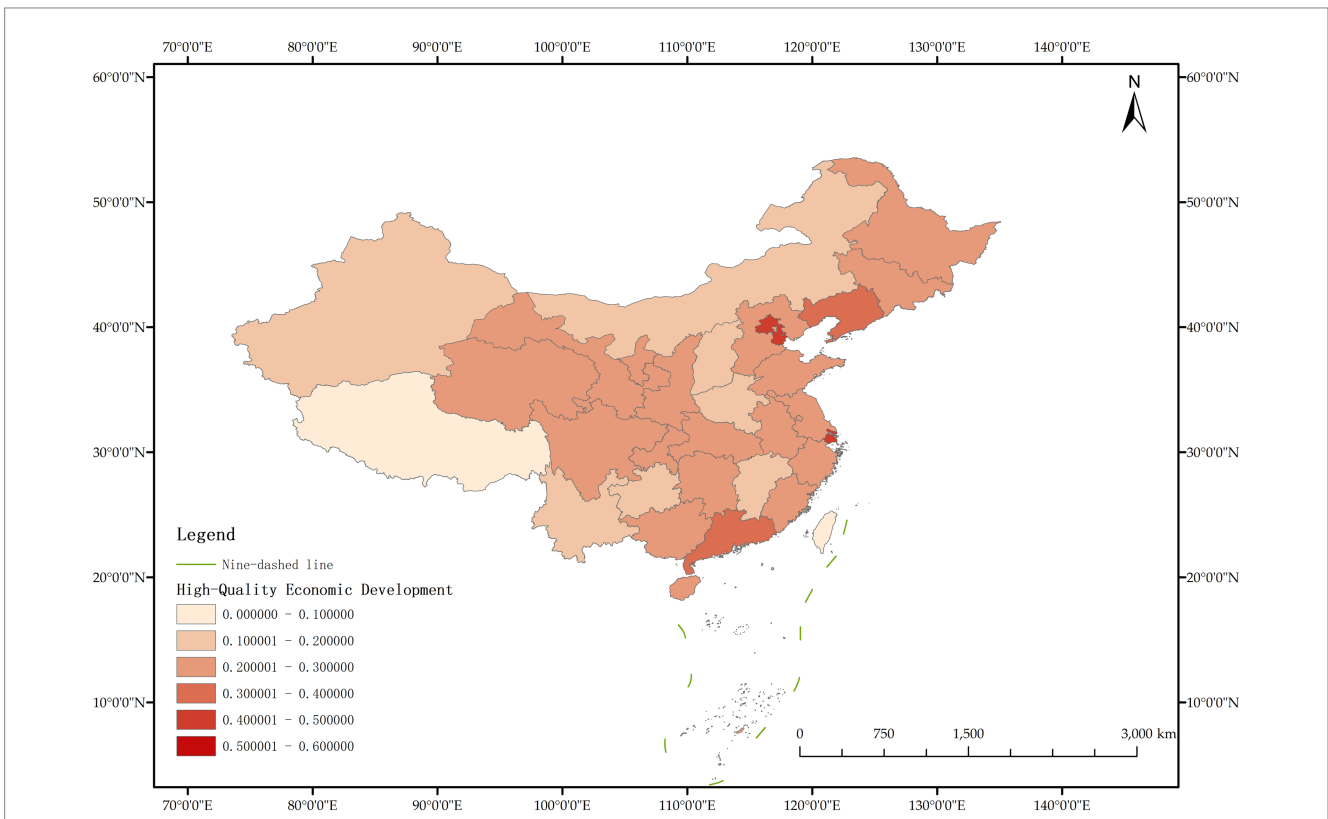 70°0'0"E 80°0'0"E 90°0'0"E 100°0'0"E 110°0'0"E 120°0'0"E 130°0'0"E 140°0'0"E
60°0'0"N 60°0'0"N
N
50°0'0"N 50°0'0"N
40°0'0"N 40°0'0"N
30°0'0"N 30°0'0"N
Legend
Nine-dashed line
20°0'0"N 20°0'0"N
High-Quality Economic Development
0.000000 - 0.100000
0.100001 - 0.200000
0.200001 - 0.300000
0.300001 - 0.400000
10°0'0"N 10°0'0"N
0.400001 - 0.500000
0 750 1,500 3,000 km
0.500001 - 0.600000
70°0'0"E 80°0'0"E 90°0'0"E 100°0'0"E 110°0'0"E 120°0'0"E 130°0'0"E 140°0'0"E